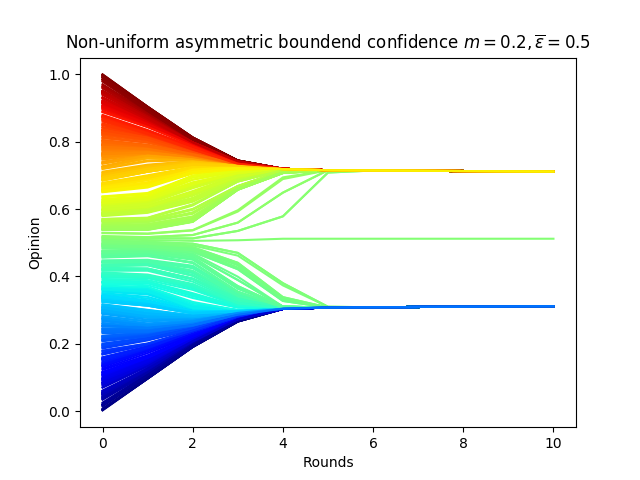 Non-uniform asymmetric boundend confidence m = 0.2, ε̅ = 0.5
1.0
0.8
0.6
0.4
0.2
0.0
Opinion
0 2 4 6 8 10
Rounds